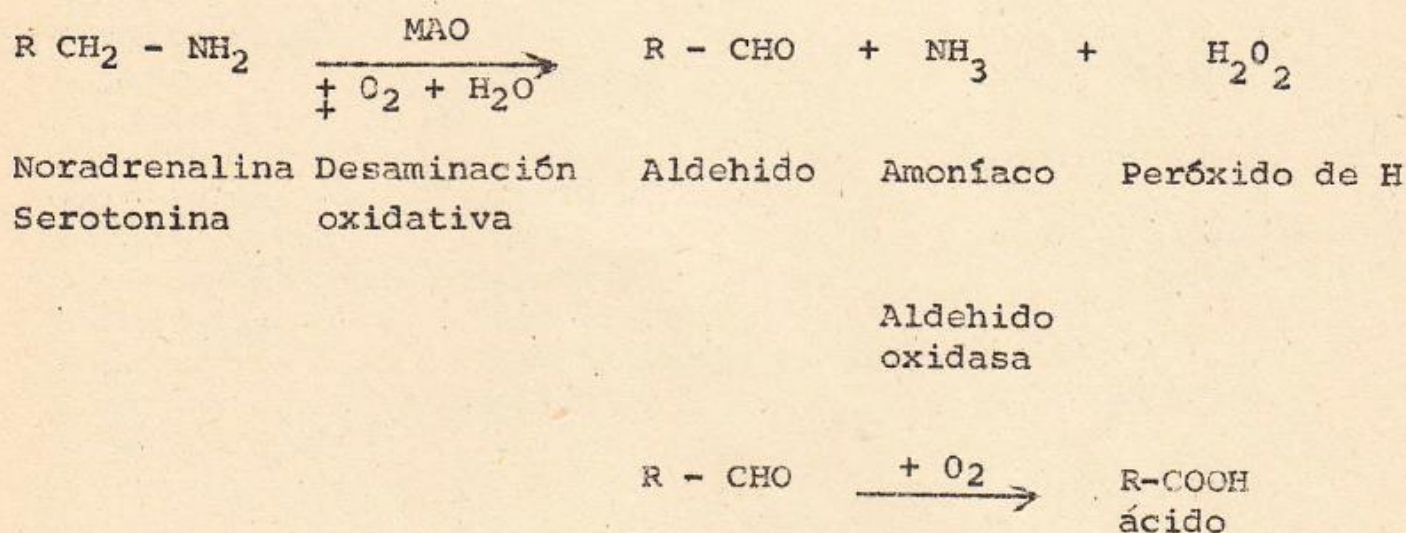 MAO
R CH2 - NH2 → R - CHO + NH3 + H2O2
‡ O2 + H2O
Noradrenalina Desaminación Aldehido Amoníaco Peróxido de H
Serotonina oxidativa
Aldehido
oxidasa
R - CHO + O2 → R-COOH
ácido